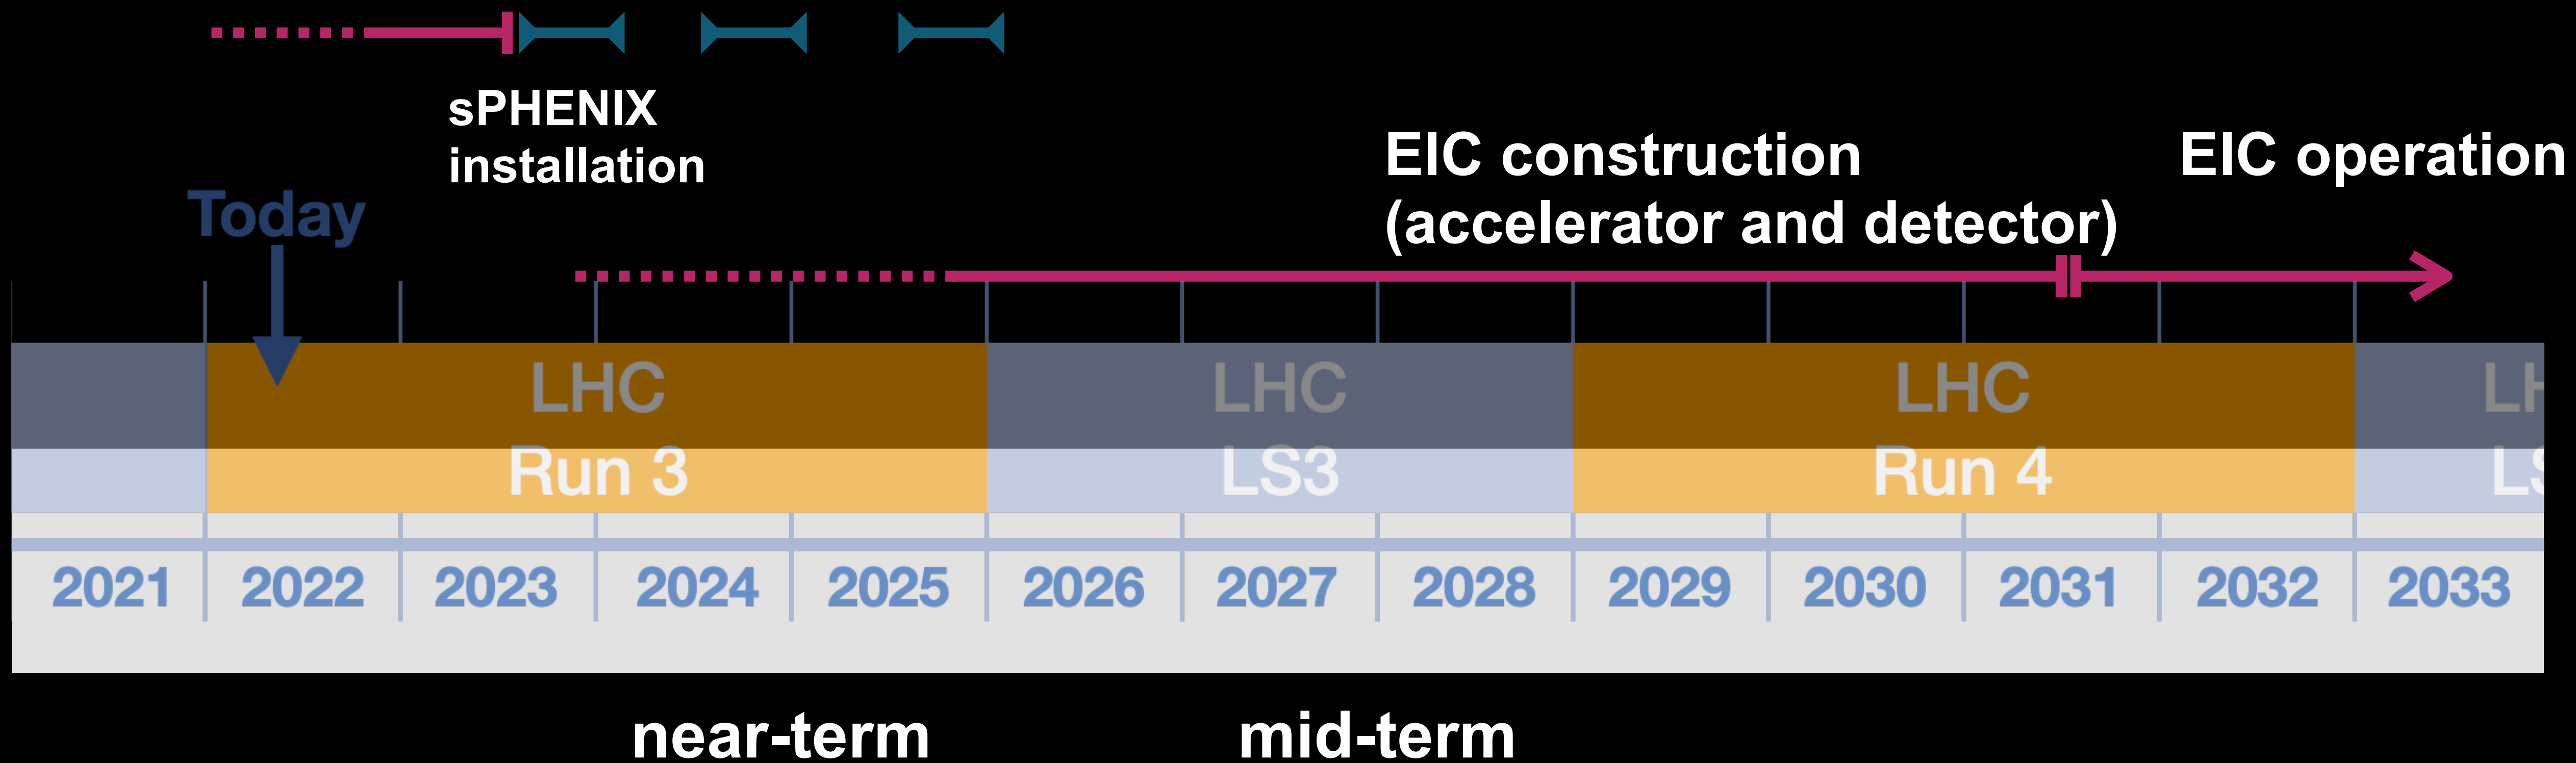 sPHENIX
installation
Today
EIC construction
(accelerator and detector)
EIC operation
LHC
Run 3
LHC
LS3
LHC
Run 4
2021 2022 2023 2024 2025 2026 2027 2028 2029 2030 2031 2032 2033
near-term
mid-term